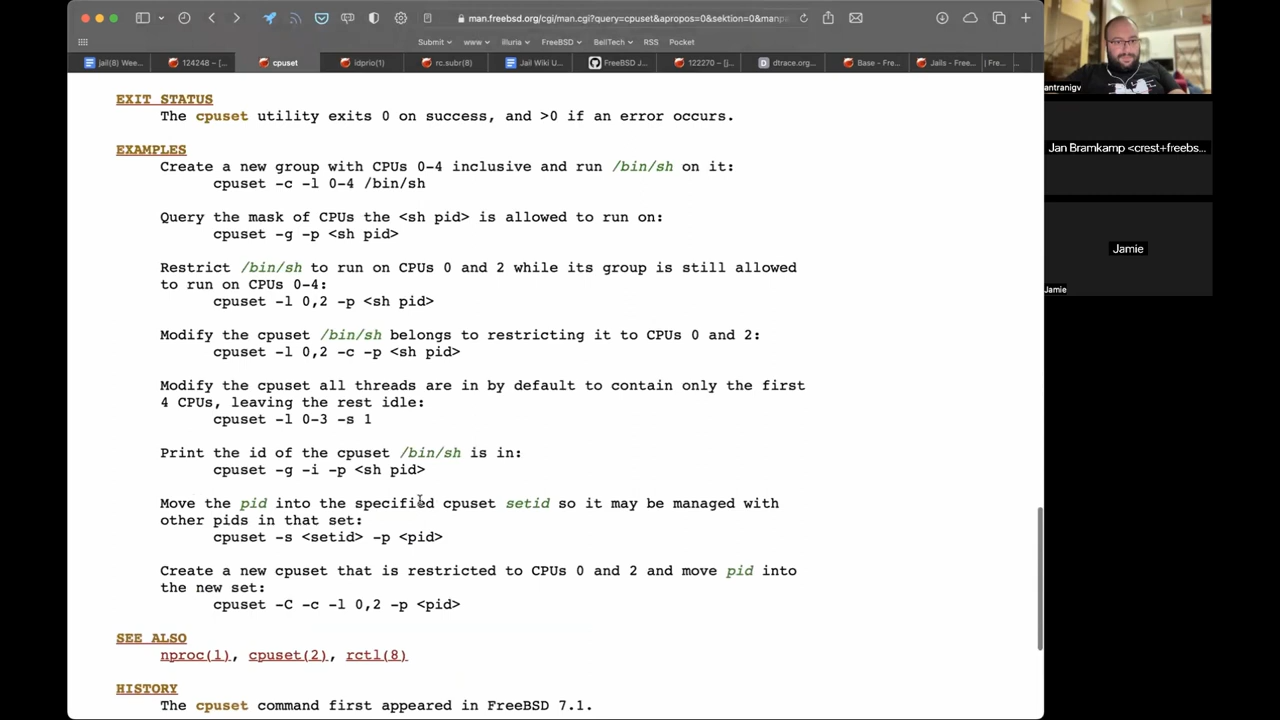 man.freebsd.org/cgi/man.cgi?query=cpuset&apropos=0&sektion=0&manpa
Submit www illuria FreeBSD BellTech RSS Pocket
jail(8) Wee... 124248 – [... cpuset idprio(1) rc.subr(8) Jail Wiki U... FreeBSD J... 122270 – [j... dtrace.org... Base - Fre... Jails - Free... | Fre...
EXIT STATUS
The cpuset utility exits 0 on success, and >0 if an error occurs.
EXAMPLES
Create a new group with CPUs 0-4 inclusive and run /bin/sh on it:
cpuset -c -l 0-4 /bin/sh
Query the mask of CPUs the <sh pid> is allowed to run on:
cpuset -g -p <sh pid>
Restrict /bin/sh to run on CPUs 0 and 2 while its group is still allowed
to run on CPUs 0-4:
cpuset -l 0,2 -p <sh pid>
Modify the cpuset /bin/sh belongs to restricting it to CPUs 0 and 2:
cpuset -l 0,2 -c -p <sh pid>
Modify the cpuset all threads are in by default to contain only the first
4 CPUs, leaving the rest idle:
cpuset -l 0-3 -s 1
Print the id of the cpuset /bin/sh is in:
cpuset -g -i -p <sh pid>
Move the pid into the specified cpuset setid so it may be managed with
other pids in that set:
cpuset -s <setid> -p <pid>
Create a new cpuset that is restricted to CPUs 0 and 2 and move pid into
the new set:
cpuset -C -c -l 0,2 -p <pid>
SEE ALSO
nproc(1), cpuset(2), rctl(8)
HISTORY
The cpuset command first appeared in FreeBSD 7.1.
antranigv
Jan Bramkamp <crest+freebs...
Jamie
Jamie